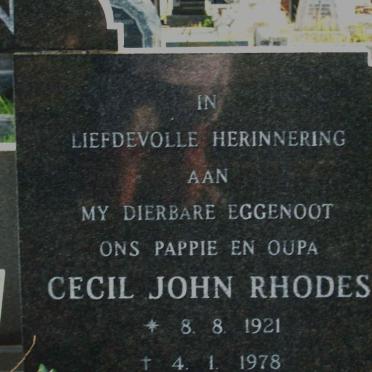 IN
LIEFDEVOLLE HERINNERING
AAN
MY DIERBARE EGGENOOT
ONS PAPPIE EN OUPA
CECIL JOHN RHODES
* 8. 8. 1921
† 4. 1. 1978